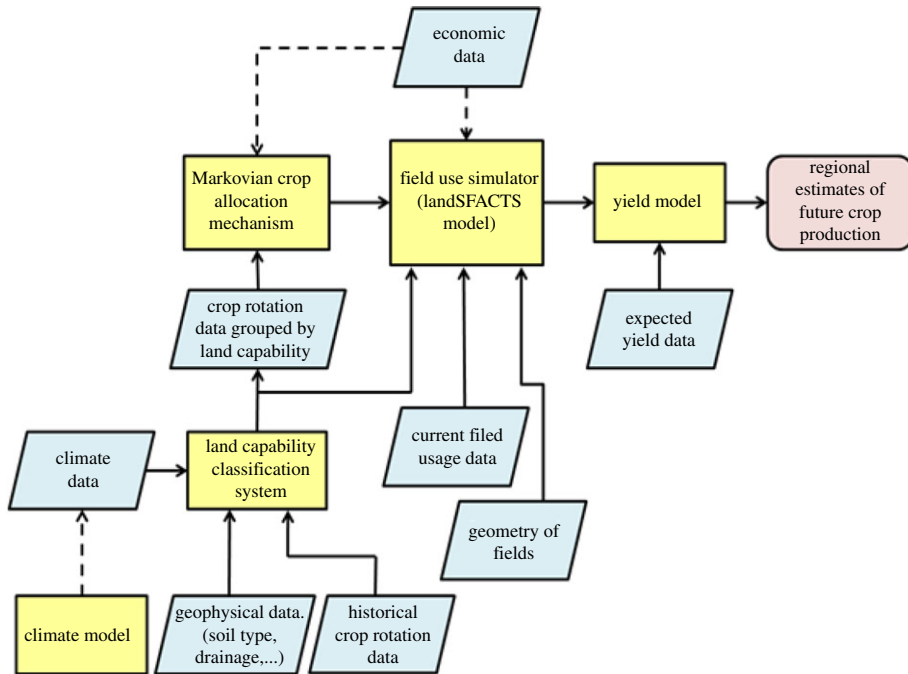 economic
data
Markovian crop
allocation
mechanism
field use simulator
(landSFACTS
model)
yield model
regional
estimates of
future crop
production
crop rotation
data grouped by
land capability
expected
yield data
climate
data
land capability
classification
system
current filed
usage data
geometry of
fields
climate model
geophysical data.
(soil type,
drainage,...)
historical
crop rotation
data